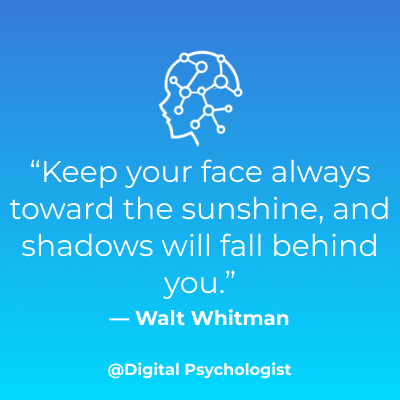 “Keep your face always
toward the sunshine, and
shadows will fall behind
you.”
— Walt Whitman
@Digital Psychologist